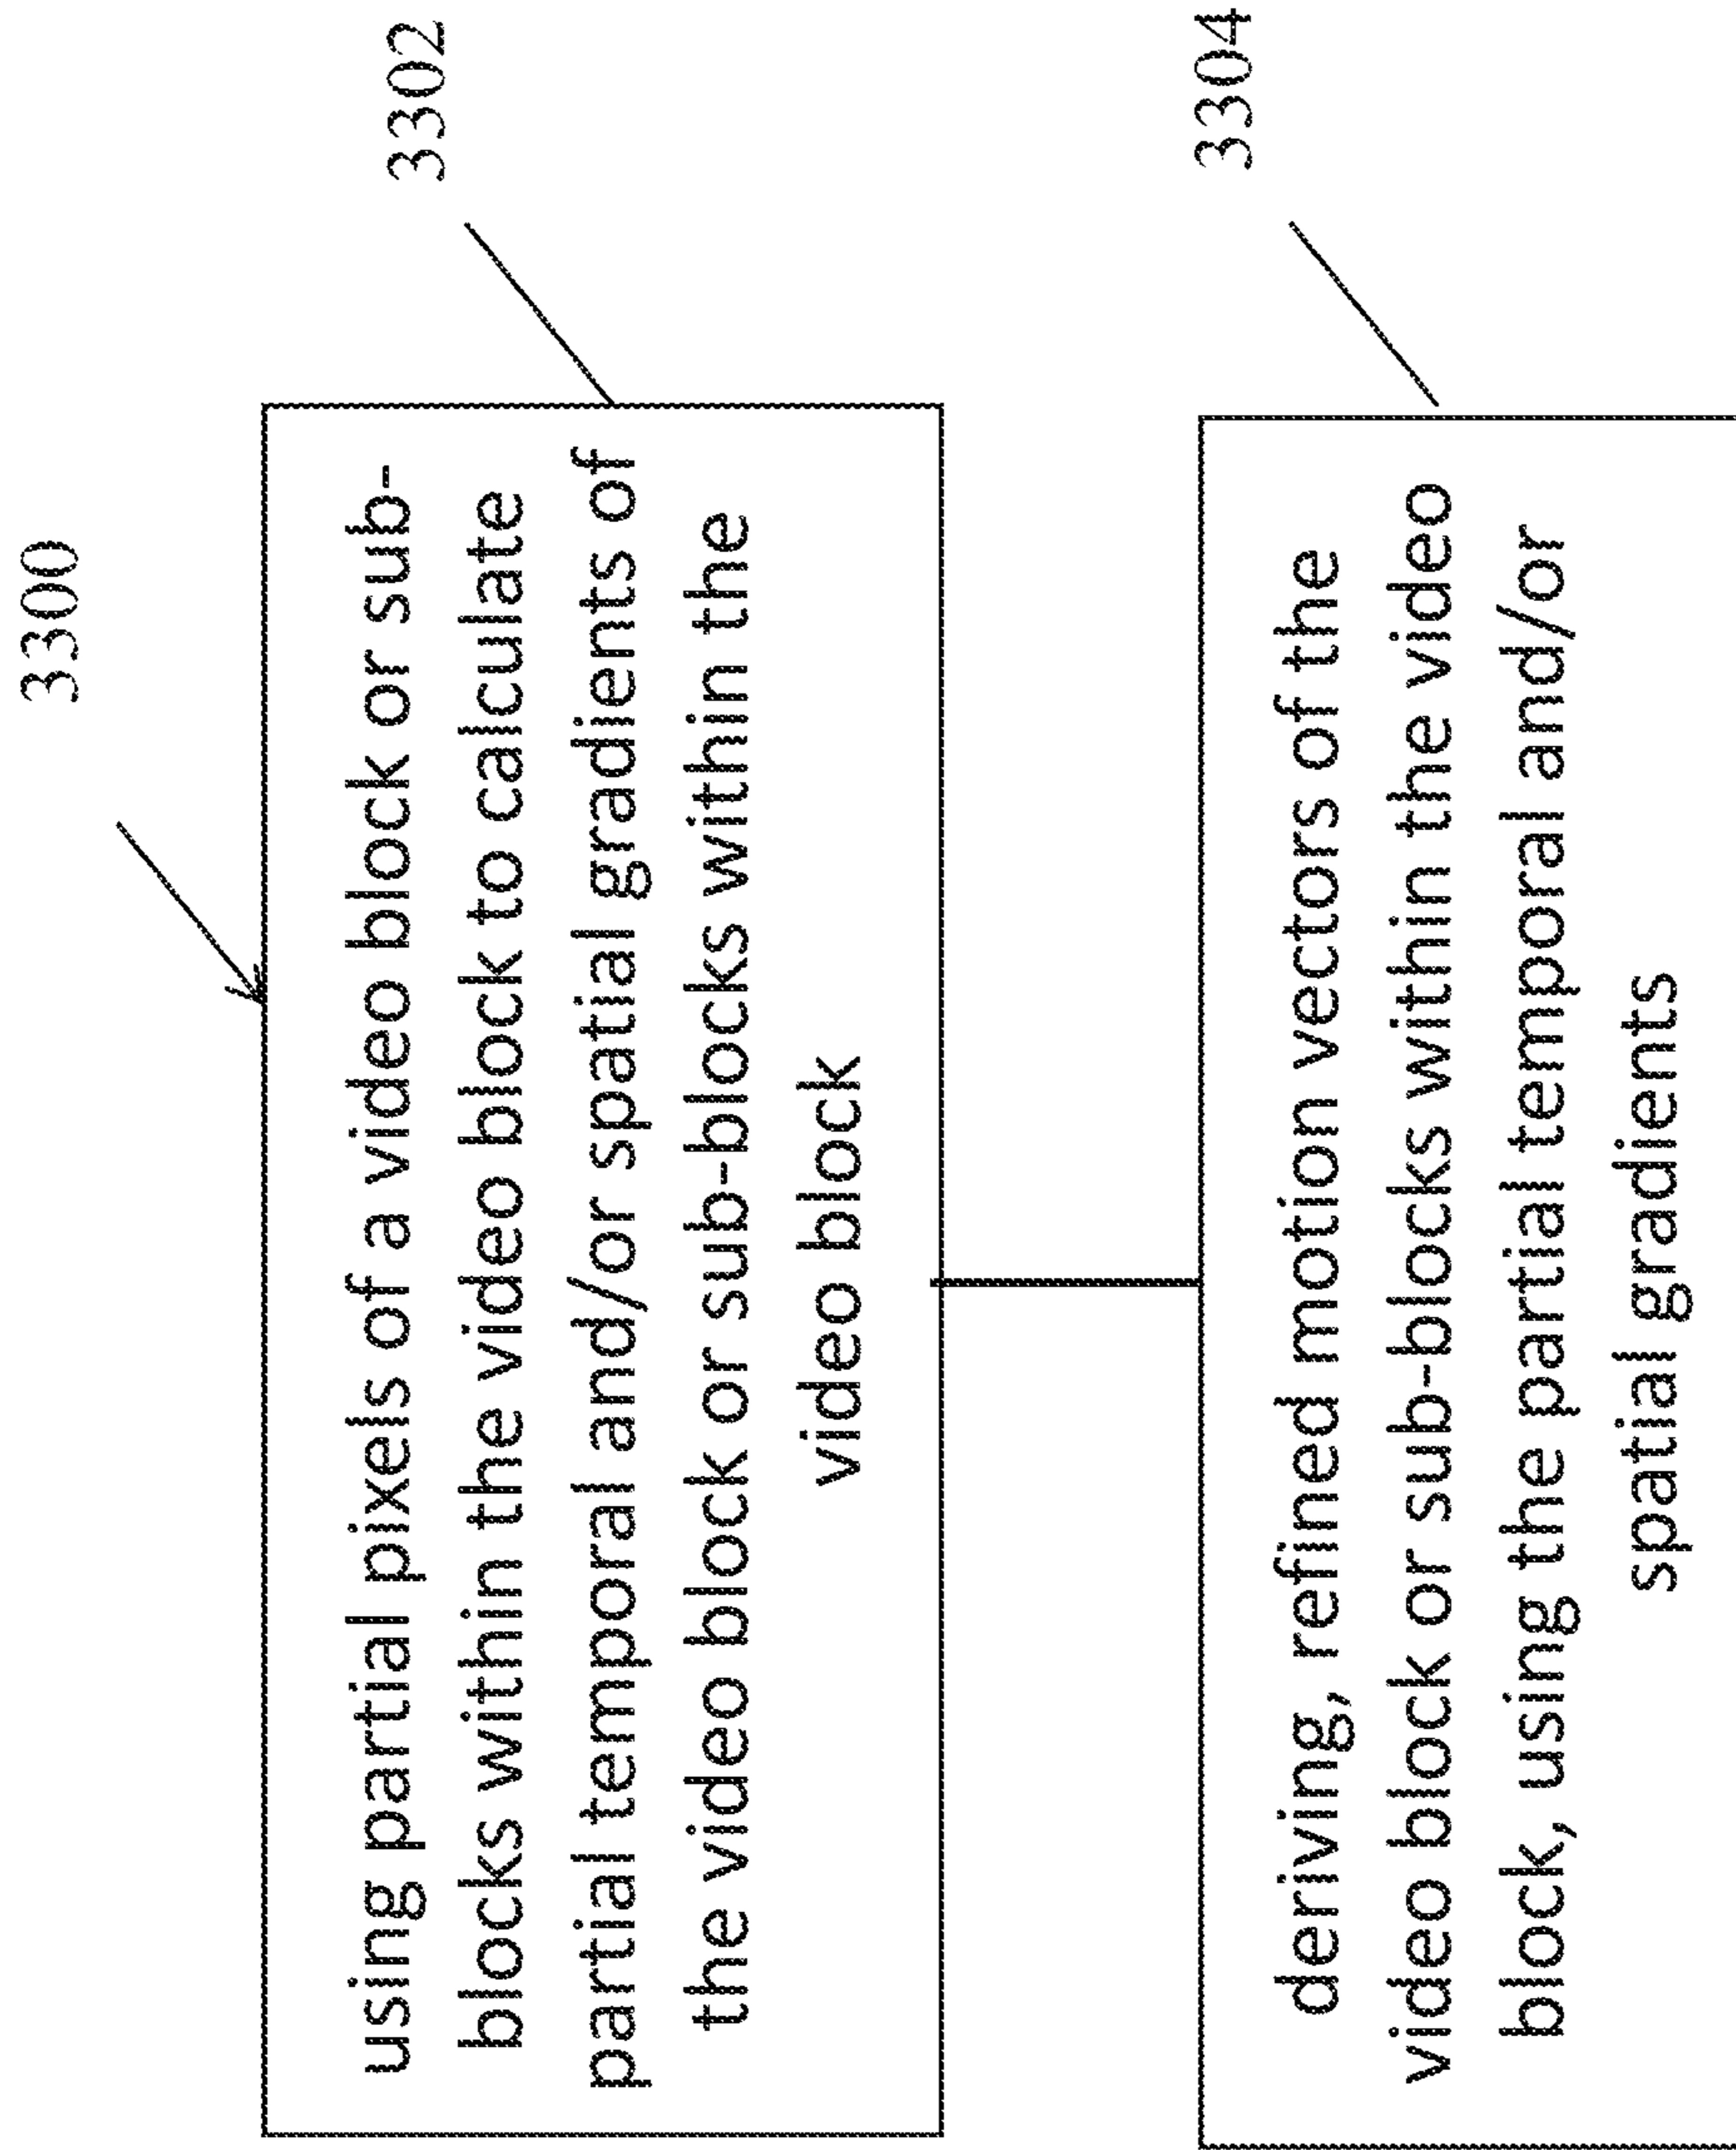 3300
using partial pixels of a video block or sub-
blocks within the video block to calculate
partial temporal and/or spatial gradients of
the video block or sub-blocks within the
video block
3302
deriving, refined motion vectors of the
video block or sub-blocks within the video
block, using the partial temporal and/or
spatial gradients
3304